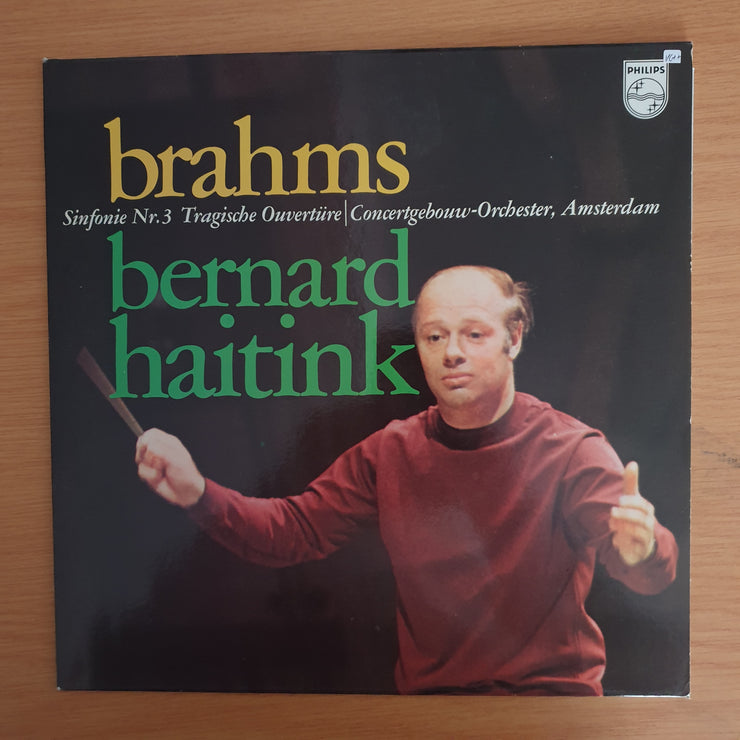 PHILIPS
brahms
Sinfonie Nr. 3 Tragische Ouvertüre | Concertgebouw-Orchester, Amsterdam
bernard
haitink